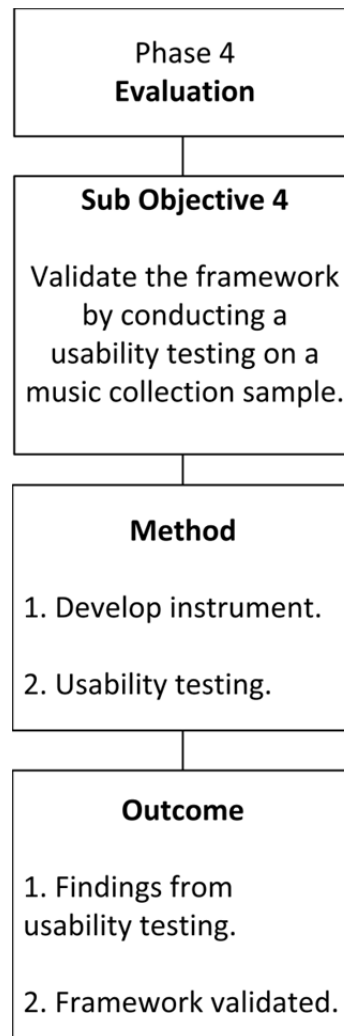 Phase 4
Evaluation
Sub Objective 4
Validate the framework
by conducting a
usability testing on a
music collection sample.
Method
1. Develop instrument.
2. Usability testing.
Outcome
1. Findings from
usability testing.
2. Framework validated.